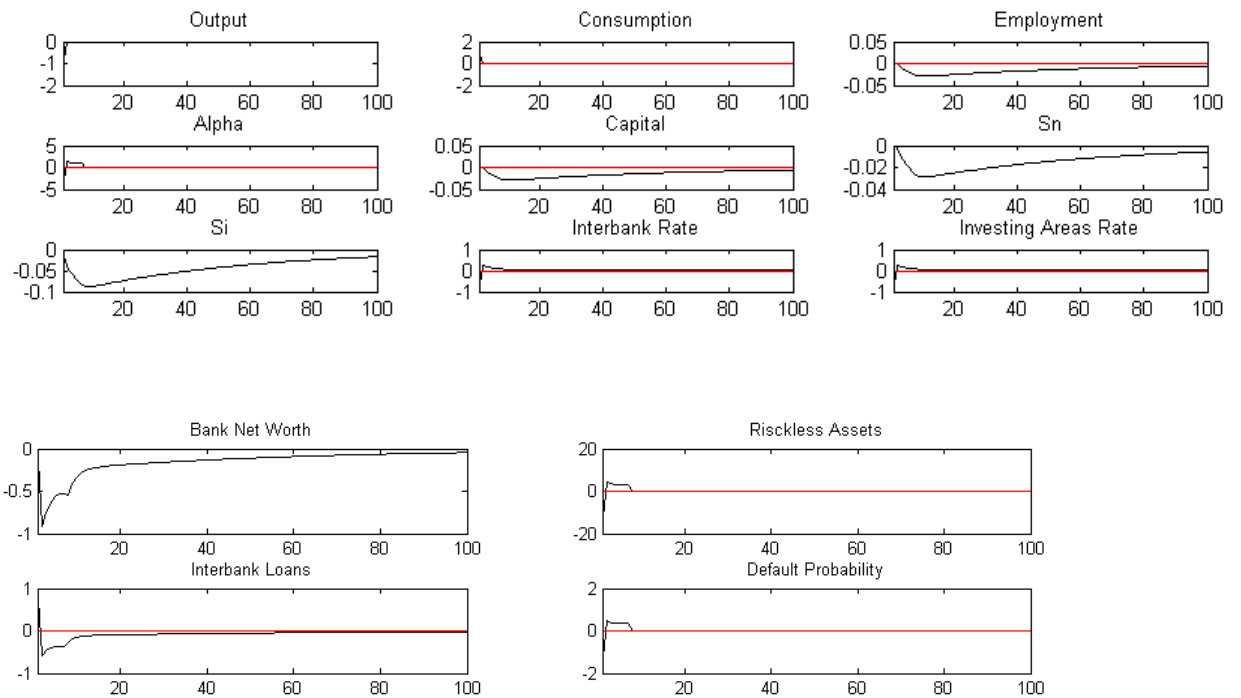 Output Consumption Employment
0 2 0.05
-1 0 0
-2 -2 -0.05
20 40 60 80 100 20 40 60 80 100 20 40 60 80 100
Alpha Capital Sn
5 0.05 0
0 0 -0.02
-5 -0.05 -0.04
20 40 60 80 100 20 40 60 80 100 20 40 60 80 100
Si Interbank Rate Investing Areas Rate
0 1 1
-0.05 0 0
-0.1 -1 -1
20 40 60 80 100 20 40 60 80 100 20 40 60 80 100
Bank Net Worth Risckless Assets
0 20
-0.5 0
-1 -20
20 40 60 80 100 20 40 60 80 100
Interbank Loans Default Probability
1 2
0 0
-1 -2
20 40 60 80 100 20 40 60 80 100